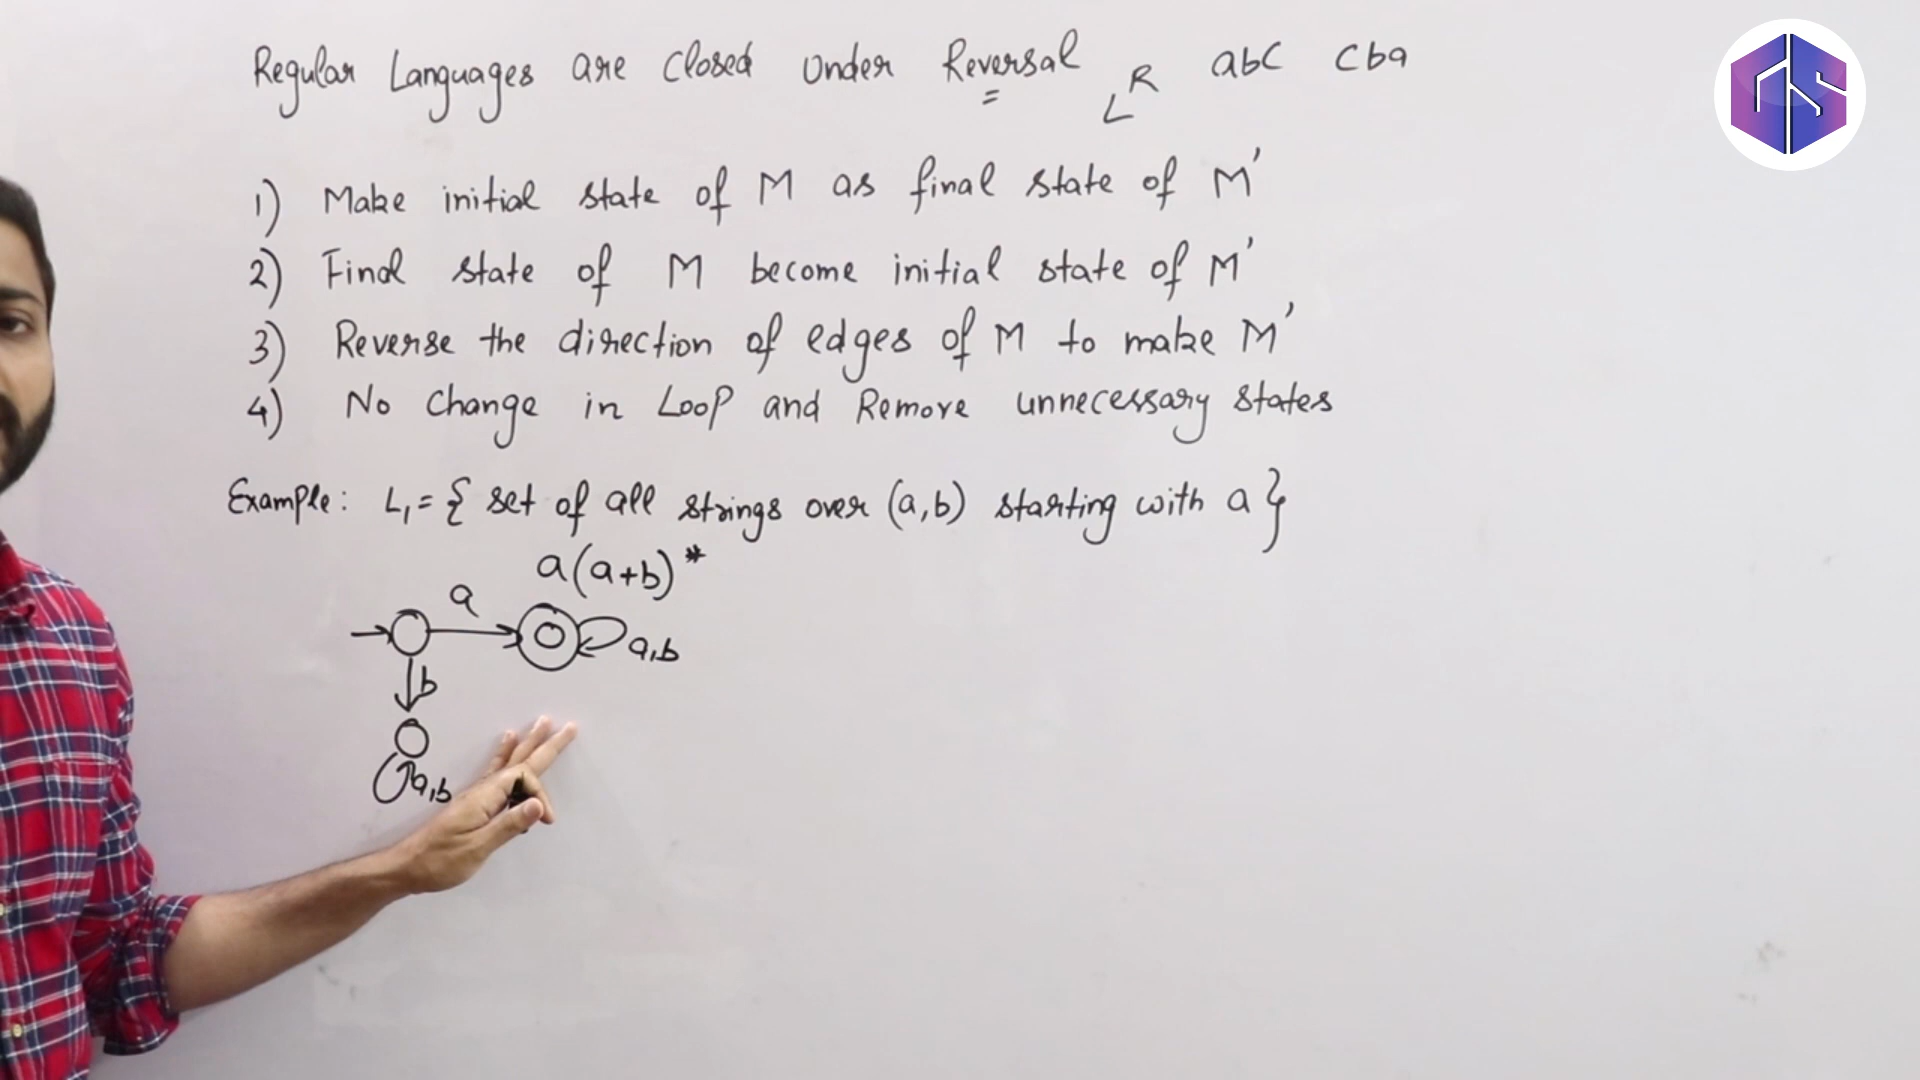 Regular Languages are Closed Under Reversal L^R abC Cba
1) Make initial state of M as final state of M'
2) Final state of M become initial state of M'
3) Reverse the direction of edges of M to make M'
4) No change in Loop and Remove unnecessary states
Example: L₁ = { set of all strings over (a,b) starting with a }
a(a+b)*
a
a,b
b
a,b